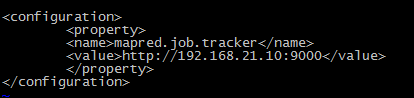 <configuration>
<property>
<name>mapred.job.tracker</name>
<value>http://192.168.21.10:9000</value>
</property>
</configuration>